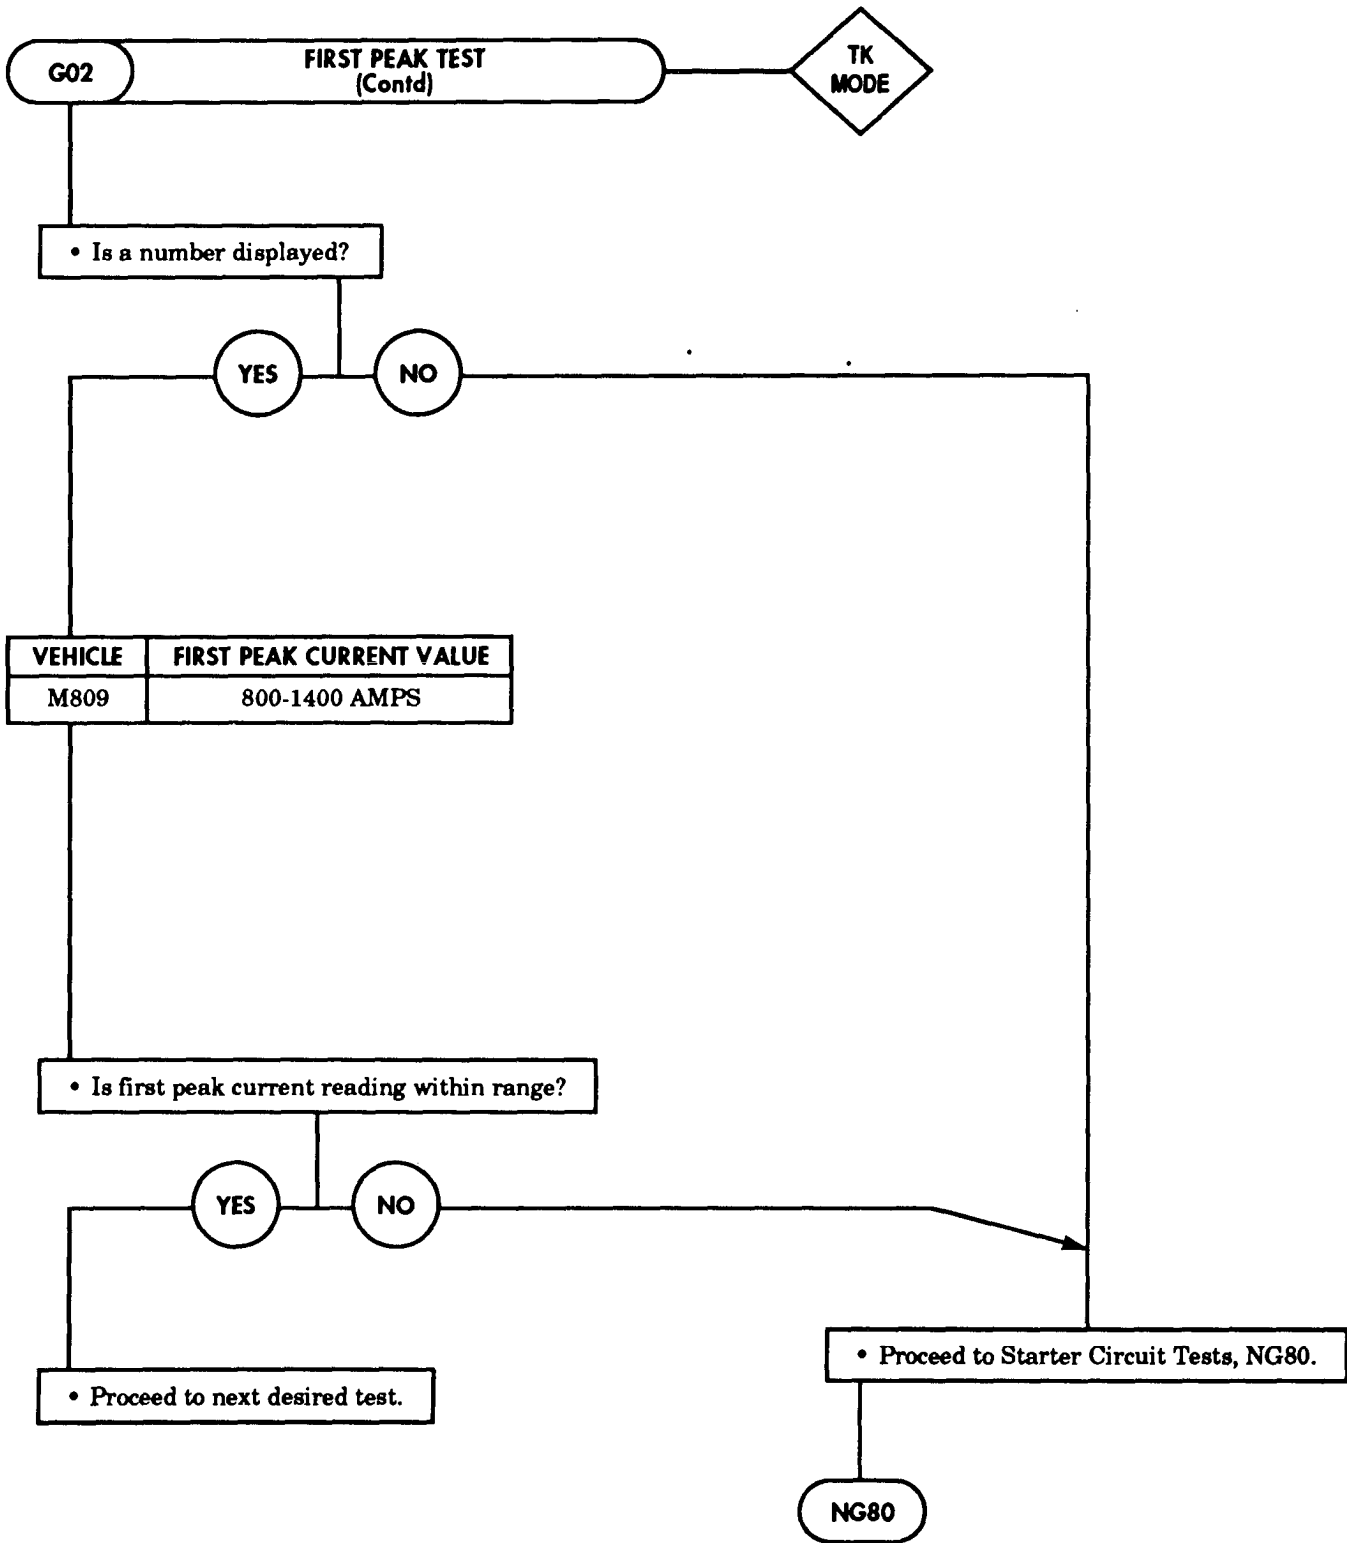 G02
FIRST PEAK TEST
(Contd)
TK
MODE
• Is a number displayed?
YES
NO
VEHICLE FIRST PEAK CURRENT VALUE
M809 800-1400 AMPS
• Is first peak current reading within range?
YES
NO
• Proceed to Starter Circuit Tests, NG80.
• Proceed to next desired test.
NG80